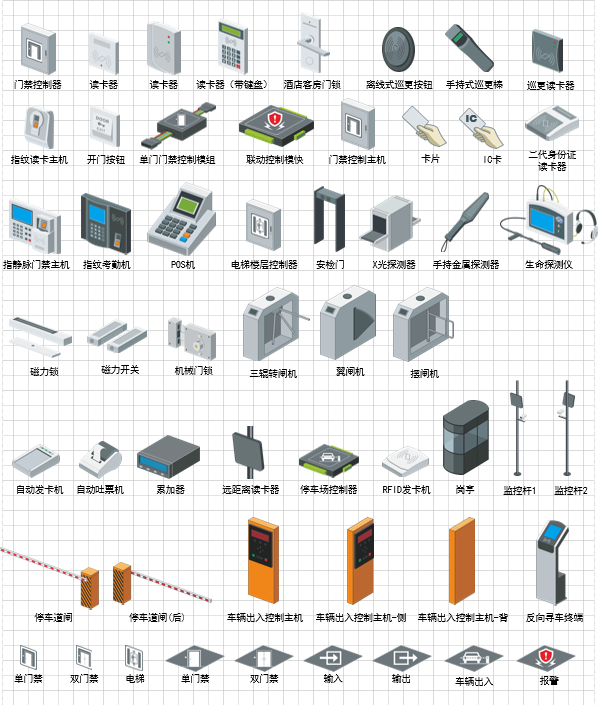 门禁控制器 读卡器 读卡器 读卡器（带键盘） 酒店客房门锁 离线式巡更按钮 手持式巡更棒 巡更读卡器
指纹读卡主机 开门按钮 单门门禁控制模组 联动控制模快 门禁控制主机 卡片 IC IC卡 二代身份证
读卡器
指静脉门禁主机 指纹考勤机 POS机 电梯楼层控制器 安检门 X光探测器 手持金属探测器 生命探测仪
磁力锁 磁力开关 机械门锁 三辊转闸机 翼闸机 摆闸机
自动发卡机 自动吐票机 累加器 远距离读卡器 停车场控制器 RFID发卡机 岗亭 监控杆1 监控杆2
停车道闸 停车道闸(后) 车辆出入控制主机 车辆出入控制主机-侧 车辆出入控制主机-背 反向寻车终端
单门禁 双门禁 电梯 单门禁 双门禁 输入 输出 车辆出入 报警